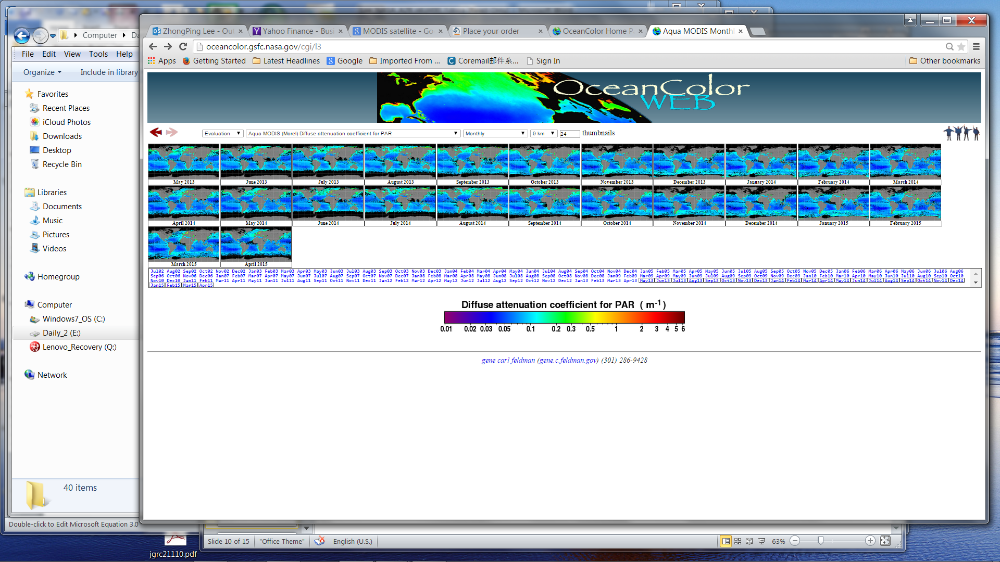 ZhongPing Lee - Out
Yahoo Finance - Busi
MODIS satellite - Go
Place your order
OceanColor Home P
Aqua MODIS Monthl
Computer
Da
oceancolor.gsfc.nasa.gov/cgi/l3
File Edit View Tools Help
Apps Getting Started Latest Headlines Google Imported From ... Coremail邮件系... Sign In Other bookmarks
Organize Include in library
OceanColor
WEB
Favorites
Recent Places
iCloud Photos
Downloads
Desktop
Recycle Bin
Libraries
Documents
Music
Pictures
Videos
Homegroup
Computer
Windows7_OS (C:)
Daily_2 (E:)
Lenovo_Recovery (Q:)
Network
40 items
Double-click to Edit Microsoft Equation 3.0
Evaluation Aqua MODIS (Morel) Diffuse attenuation coefficient for PAR Monthly 9 km 24 thumbnails
May 2013 June 2013 July 2013 August 2013 September 2013 October 2013 November 2013 December 2013 January 2014 February 2014 March 2014
April 2014 May 2014 June 2014 July 2014 August 2014 September 2014 October 2014 November 2014 December 2014 January 2015 February 2015
March 2015 April 2015
Jul02 Aug02 Sep02 Oct02 Nov02 Dec02 Jan03 Feb03 Mar03 Apr03 May03 Jun03 Jul03 Aug03 Sep03 Oct03 Nov03 Dec03 Jan04 Feb04 Mar04 Apr04 May04 Jun04 Jul04 Aug04 Sep04 Oct04 Nov04 Dec04 Jan05 Feb05 Mar05 Apr05 May05 Jun05 Jul05 Aug05 Sep05 Oct05 Nov05 Dec05 Jan06 Feb06 Mar06 Apr06 May06 Jun06 Jul06 Aug06
Sep06 Oct06 Nov06 Dec06 Jan07 Feb07 Mar07 Apr07 May07 Jun07 Jul07 Aug07 Sep07 Oct07 Nov07 Dec07 Jan08 Feb08 Mar08 Apr08 May08 Jun08 Jul08 Aug08 Sep08 Oct08 Nov08 Dec08 Jan09 Feb09 Mar09 Apr09 May09 Jun09 Jul09 Aug09 Sep09 Oct09 Nov09 Dec09 Jan10 Feb10 Mar10 Apr10 May10 Jun10 Jul10 Aug10 Sep10 Oct10
Nov10 Dec10 Jan11 Feb11 Mar11 Apr11 May11 Jun11 Jul11 Aug11 Sep11 Oct11 Nov11 Dec11 Jan12 Feb12 Mar12 Apr12 May12 Jun12 Jul12 Aug12 Sep12 Oct12 Nov12 Dec12 Jan13 Feb13 Mar13 Apr13 May13 Jun13 Jul13 Aug13 Sep13 Oct13 Nov13 Dec13 Jan14 Feb14 Mar14 Apr14 May14 Jun14 Jul14 Aug14 Sep14 Oct14 Nov14 Dec14
Jan15 Feb15 Mar15 Apr15
Diffuse attenuation coefficient for PAR ( m-1 )
0.01 0.02 0.03 0.05 0.1 0.2 0.3 0.5 1 2 3 4 5 6
gene carl feldman (gene.c.feldman.gov) (301) 286-9428
Slide 10 of 15 "Office Theme" English (U.S.) 63%
jgrc21110.pdf